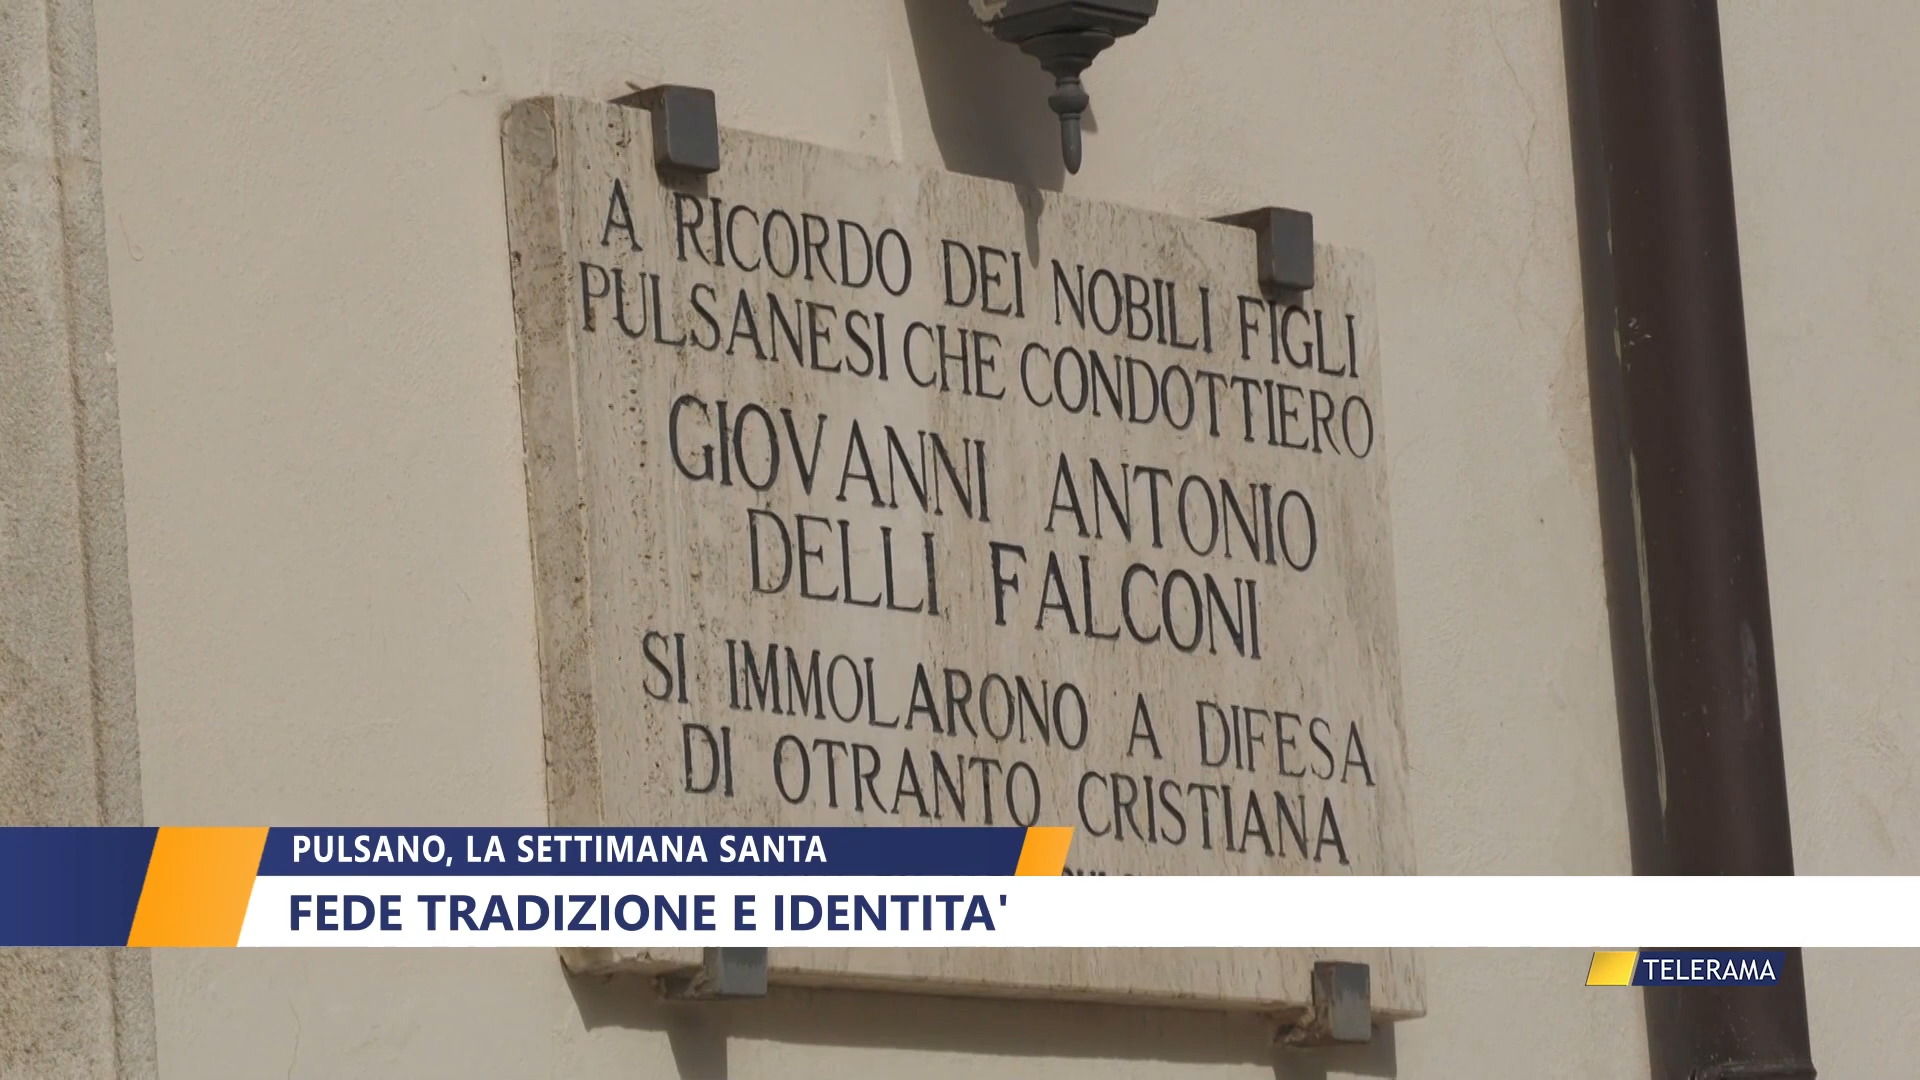 A RICORDO DEI NOBILI FIGLI
PULSANESI CHE CONDOTTIERO
GIOVANNI ANTONIO
DELLI FALCONI
SI IMMOLARONO A DIFESA
DI OTRANTO CRISTIANA
PULSANO, LA SETTIMANA SANTA
FEDE TRADIZIONE E IDENTITA'
TELERAMA